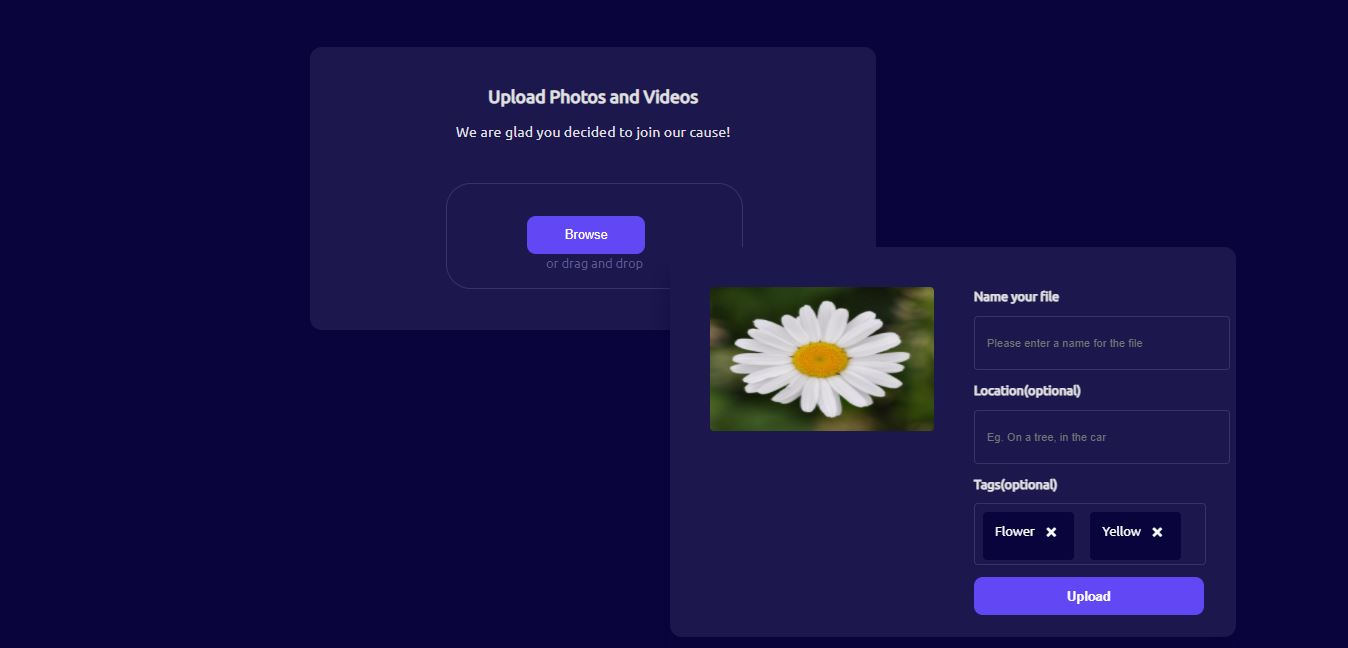 Upload Photos and Videos
We are glad you decided to join our cause!
Browse
or drag and drop
Name your file
Please enter a name for the file
Location(optional)
Eg. On a tree, in the car
Tags(optional)
Flower ✖ Yellow ✖
Upload